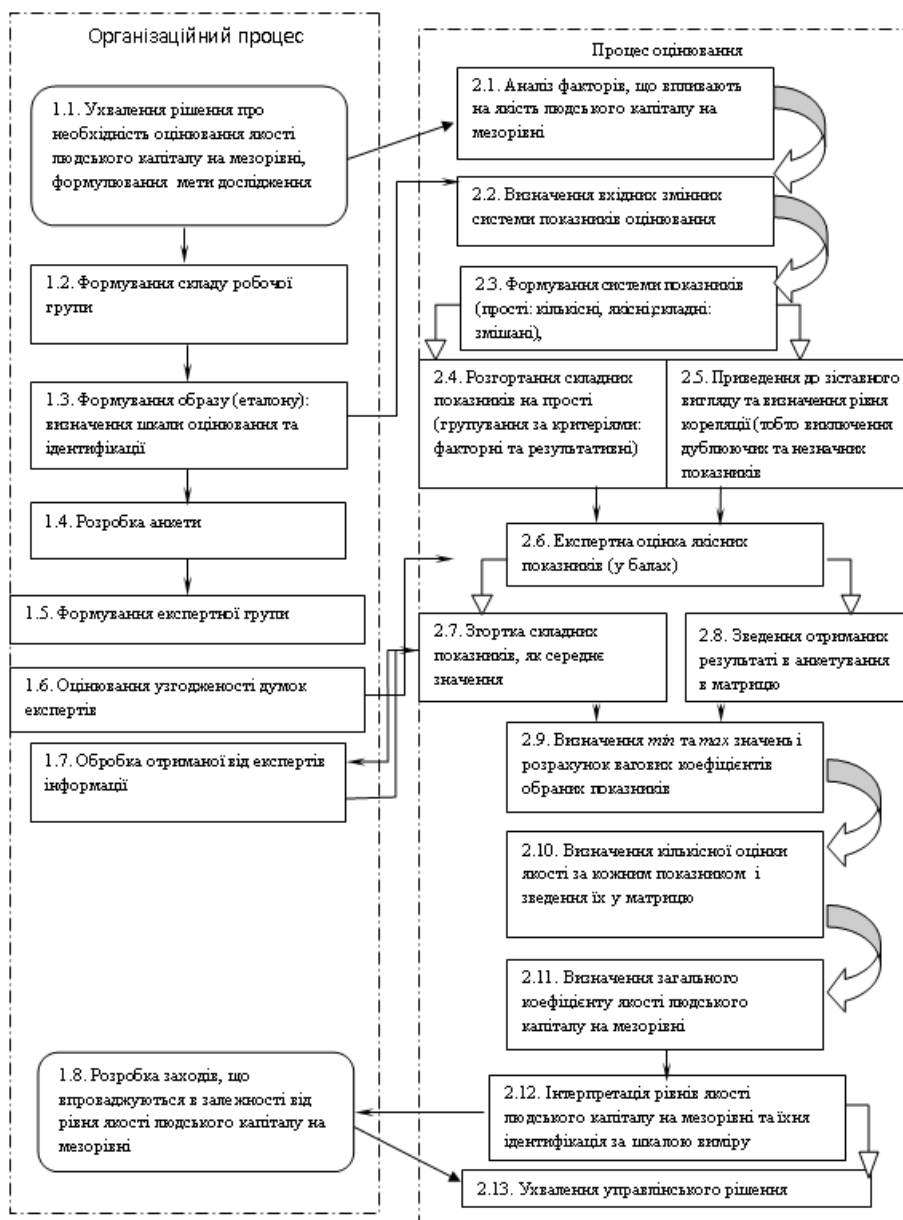 Організаційний процес
1.1. Ухвалення рішення про
необхідність оцінювання якості
людського капіталу на мезорівні,
формулювання мети дослідження
1.2. Формування складу робочої
групи
1.3. Формування образу (еталону):
визначення шкали оцінювання та
ідентифікації
1.4. Розробка анкети
1.5. Формування експертної групи
1.6. Оцінювання узгодженості думок
експертів
1.7. Обробка отриманої від експертів
інформації
1.8. Розробка заходів, що
впроваджуються в залежності від
рівня якості людського капіталу на
мезорівні
Процес оцінювання
2.1. Аналіз факторів, що впливають
на якість людського капіталу на
мезорівні
2.2. Визначення вхідних змінних
системи показників оцінювання
2.3. Формування системи показників
(прості: кількісні, якісні;складні:
змішані),
2.4. Розгортання складних
показників на прості
(групування за критеріями:
факторні та результативні)
2.5. Приведення до зіставного
вигляду та визначення рівня
кореляції (тобто виключення
дублюючих та незначних
показників
2.6. Експертна оцінка якісних
показників (у балах)
2.7. Згортка складних
показників, як середнє
значення
2.8. Зведення отриманих
результаті в анкетування
в матрицю
2.9. Визначення min та max значень і
розрахунок вагових коефіцієнтів
обраних показників
2.10. Визначення кількісної оцінки
якості за кожним показником і
зведення їх у матрицю
2.11. Визначення загального
коефіцієнту якості людського
капіталу на мезорівні
2.12. Інтерпретація рівнів якості
людського капіталу на мезорівні та їхня
ідентифікація за шкалою виміру
2.13. Ухвалення управлінського рішення